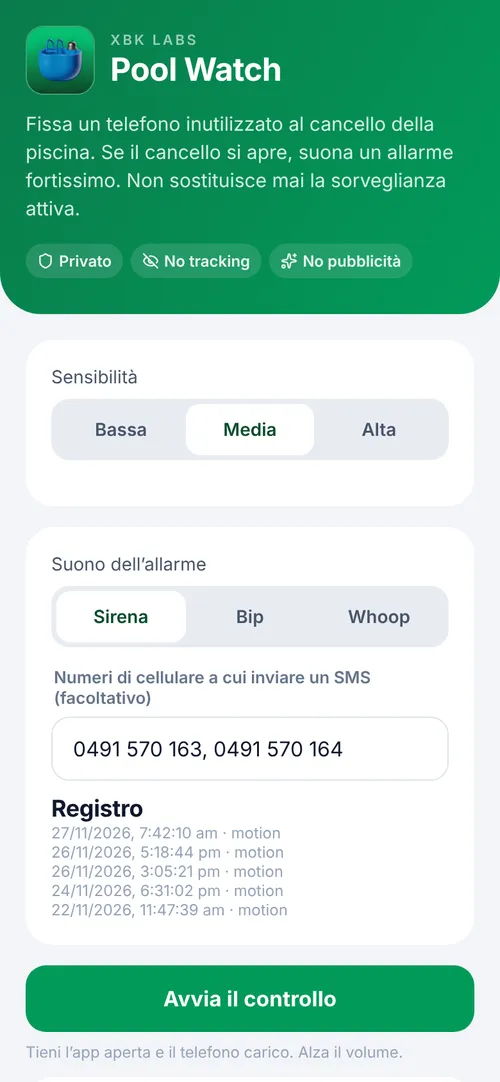 XBK LABS
Pool Watch
Fissa un telefono inutilizzato al cancello della
piscina. Se il cancello si apre, suona un allarme
fortissimo. Non sostituisce mai la sorveglianza
attiva.
Privato
No tracking
No pubblicità
Sensibilità
Bassa
Media
Alta
Suono dell’allarme
Sirena
Bip
Whoop
Numeri di cellulare a cui inviare un SMS
(facoltativo)
0491 570 163, 0491 570 164
Registro
27/11/2026, 7:42:10 am · motion
26/11/2026, 5:18:44 pm · motion
26/11/2026, 3:05:21 pm · motion
24/11/2026, 6:31:02 pm · motion
22/11/2026, 11:47:39 am · motion
Avvia il controllo
Tieni l’app aperta e il telefono carico. Alza il volume.